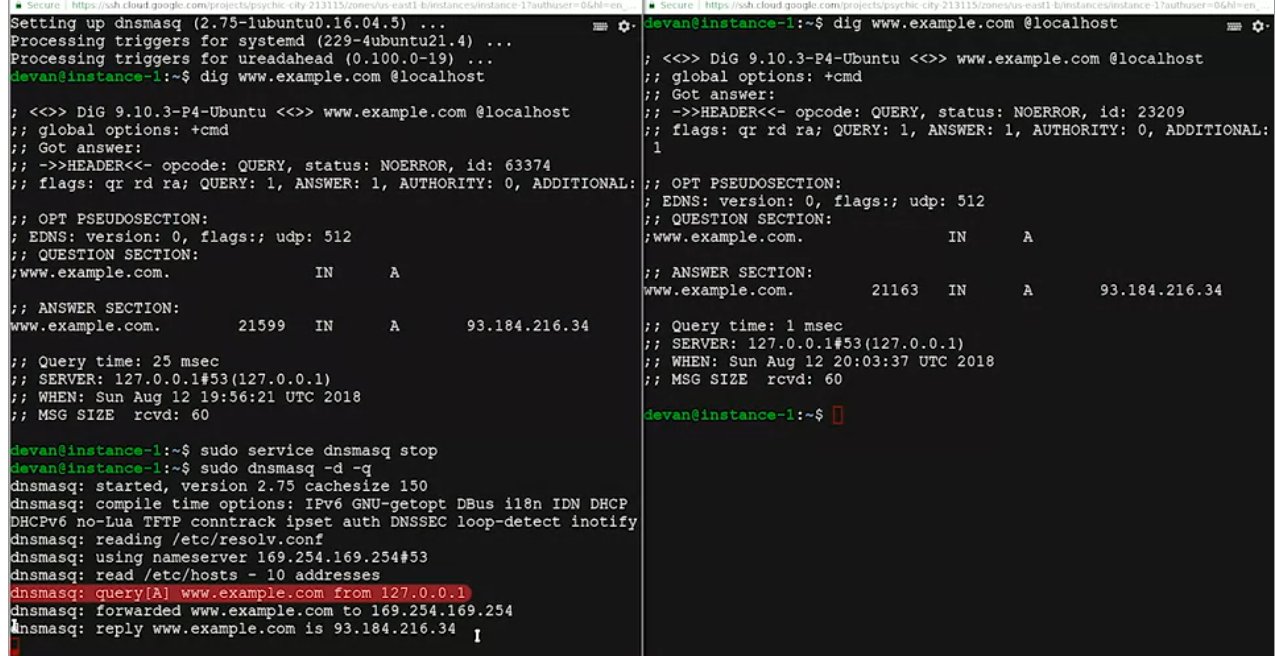 Secure | https://ssh.cloud.google.com/projects/psychic-city-213115/zones/us-east1-b/instances/instance-1?authuser=0&hl=en_...
Setting up dnsmasq (2.75-1ubuntu0.16.04.5) ...
Processing triggers for systemd (229-4ubuntu21.4) ...
Processing triggers for ureadahead (0.100.0-19) ...
devan@instance-1:~$ dig www.example.com @localhost
; <<>> DiG 9.10.3-P4-Ubuntu <<>> www.example.com @localhost
;; global options: +cmd
;; Got answer:
;; ->>HEADER<<- opcode: QUERY, status: NOERROR, id: 63374
;; flags: qr rd ra; QUERY: 1, ANSWER: 1, AUTHORITY: 0, ADDITIONAL:
;; OPT PSEUDOSECTION:
; EDNS: version: 0, flags:; udp: 512
;; QUESTION SECTION:
;www.example.com. IN A
;; ANSWER SECTION:
www.example.com. 21599 IN A 93.184.216.34
;; Query time: 25 msec
;; SERVER: 127.0.0.1#53(127.0.0.1)
;; WHEN: Sun Aug 12 19:56:21 UTC 2018
;; MSG SIZE rcvd: 60
devan@instance-1:~$ sudo service dnsmasq stop
devan@instance-1:~$ sudo dnsmasq -d -q
dnsmasq: started, version 2.75 cachesize 150
dnsmasq: compile time options: IPv6 GNU-getopt DBus i18n IDN DHCP
DHCPv6 no-Lua TFTP conntrack ipset auth DNSSEC loop-detect inotify
dnsmasq: reading /etc/resolv.conf
dnsmasq: using nameserver 169.254.169.254#53
dnsmasq: read /etc/hosts - 10 addresses
dnsmasq: query[A] www.example.com from 127.0.0.1
dnsmasq: forwarded www.example.com to 169.254.169.254
dnsmasq: reply www.example.com is 93.184.216.34
Secure | https://ssh.cloud.google.com/projects/psychic-city-213115/zones/us-east1-b/instances/instance-1?authuser=0&hl=en_...
devan@instance-1:~$ dig www.example.com @localhost
; <<>> DiG 9.10.3-P4-Ubuntu <<>> www.example.com @localhost
;; global options: +cmd
;; Got answer:
;; ->>HEADER<<- opcode: QUERY, status: NOERROR, id: 23209
;; flags: qr rd ra; QUERY: 1, ANSWER: 1, AUTHORITY: 0, ADDITIONAL:
1
;; OPT PSEUDOSECTION:
; EDNS: version: 0, flags:; udp: 512
;; QUESTION SECTION:
;www.example.com. IN A
;; ANSWER SECTION:
www.example.com. 21163 IN A 93.184.216.34
;; Query time: 1 msec
;; SERVER: 127.0.0.1#53(127.0.0.1)
;; WHEN: Sun Aug 12 20:03:37 UTC 2018
;; MSG SIZE rcvd: 60
devan@instance-1:~$